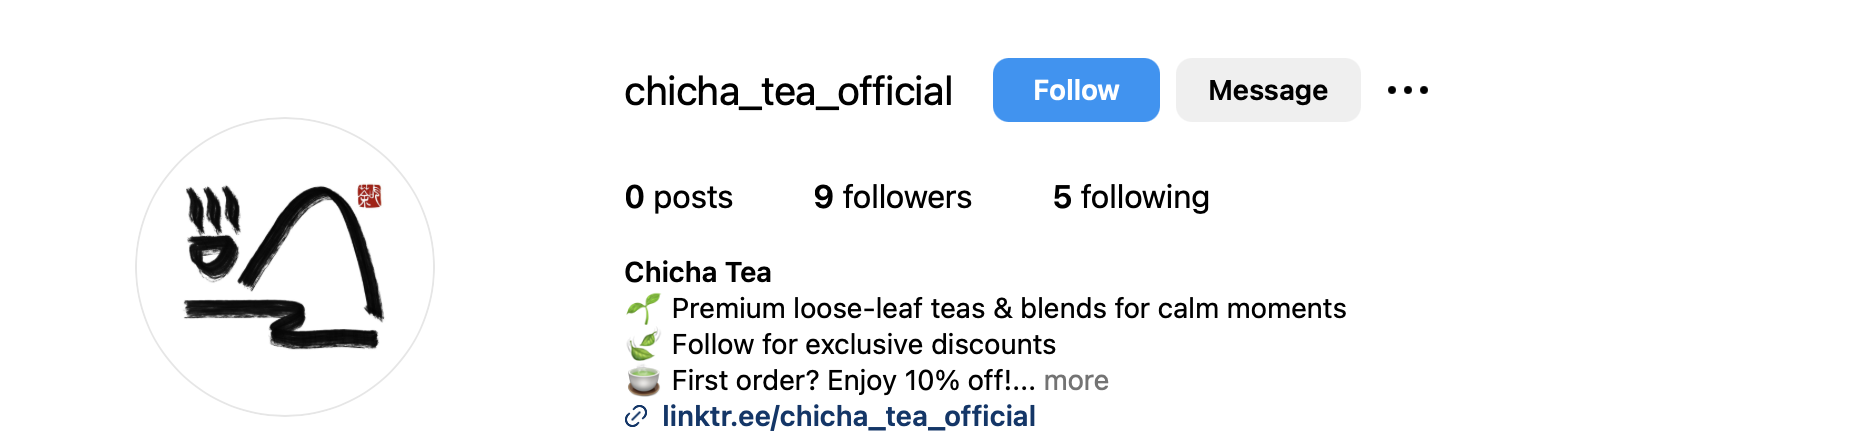 chicha_tea_official Follow Message
0 posts 9 followers 5 following
Chicha Tea
🌱 Premium loose-leaf teas & blends for calm moments
🍃 Follow for exclusive discounts
🍵 First order? Enjoy 10% off!... more
linktr.ee/chicha_tea_official